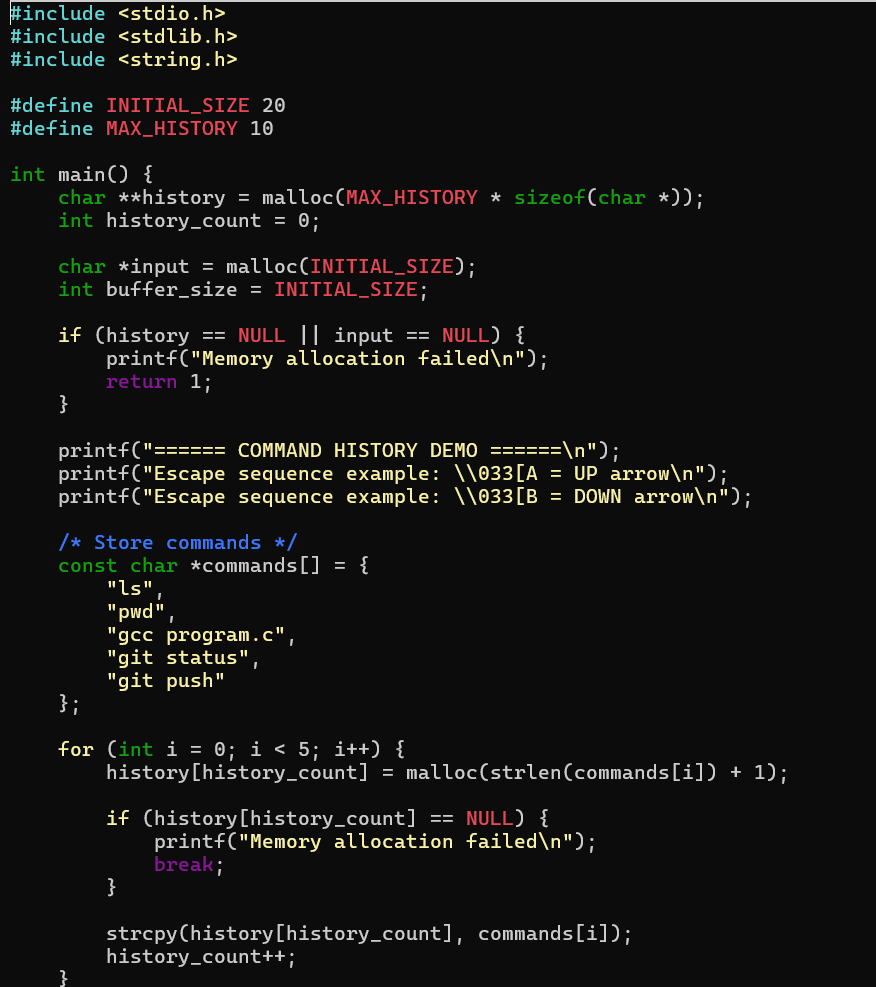 #include <stdio.h>
#include <stdlib.h>
#include <string.h>

#define INITIAL_SIZE 20
#define MAX_HISTORY 10

int main() {
    char **history = malloc(MAX_HISTORY * sizeof(char *));
    int history_count = 0;

    char *input = malloc(INITIAL_SIZE);
    int buffer_size = INITIAL_SIZE;

    if (history == NULL || input == NULL) {
        printf("Memory allocation failed\n");
        return 1;
    }

    printf("====== COMMAND HISTORY DEMO ======\n");
    printf("Escape sequence example: \\033[A = UP arrow\n");
    printf("Escape sequence example: \\033[B = DOWN arrow\n");

    /* Store commands */
    const char *commands[] = {
        "ls",
        "pwd",
        "gcc program.c",
        "git status",
        "git push"
    };

    for (int i = 0; i < 5; i++) {
        history[history_count] = malloc(strlen(commands[i]) + 1);

        if (history[history_count] == NULL) {
            printf("Memory allocation failed\n");
            break;
        }

        strcpy(history[history_count], commands[i]);
        history_count++;
    }